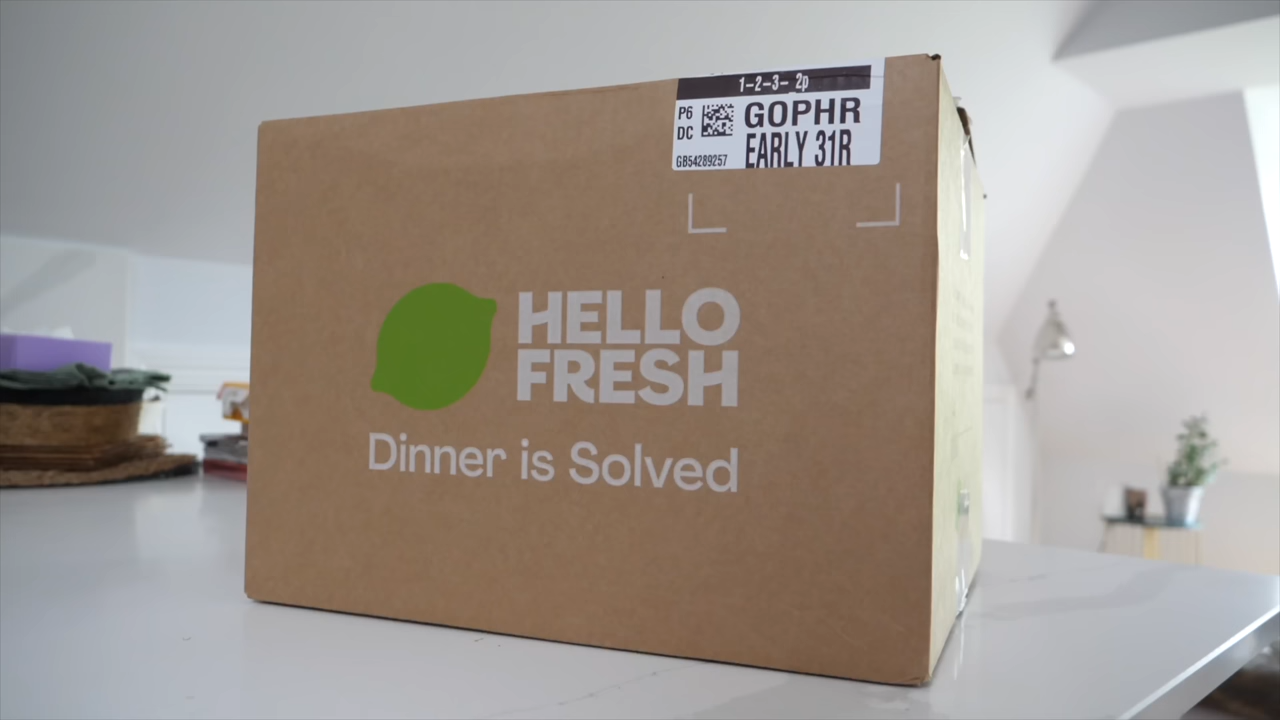 1-2-3- 2p
P6
DC
GOPHR
EARLY 31R
GB54289257
HELLO
FRESH
Dinner is Solved